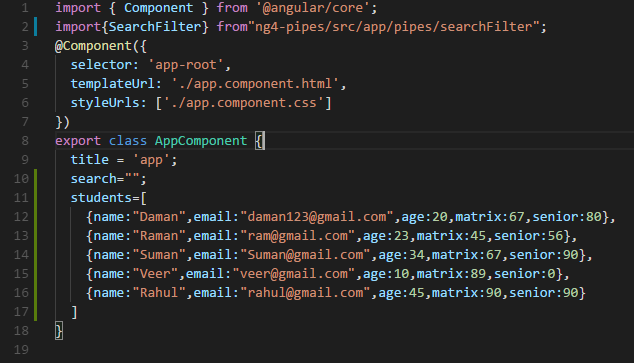 1 import { Component } from '@angular/core';
2 import{SearchFilter} from"ng4-pipes/src/app/pipes/searchFilter";
3 @Component({
4   selector: 'app-root',
5   templateUrl: './app.component.html',
6   styleUrls: ['./app.component.css']
7 })
8 export class AppComponent {
9   title = 'app';
10   search="";
11   students=[
12     {name:"Daman",email:"daman123@gmail.com",age:20,matrix:67,senior:80},
13     {name:"Raman",email:"ram@gmail.com",age:23,matrix:45,senior:56},
14     {name:"Suman",email:"Suman@gmail.com",age:34,matrix:67,senior:90},
15     {name:"Veer",email:"veer@gmail.com",age:10,matrix:89,senior:0},
16     {name:"Rahul",email:"rahul@gmail.com",age:45,matrix:90,senior:90}
17   ]
18 }
19